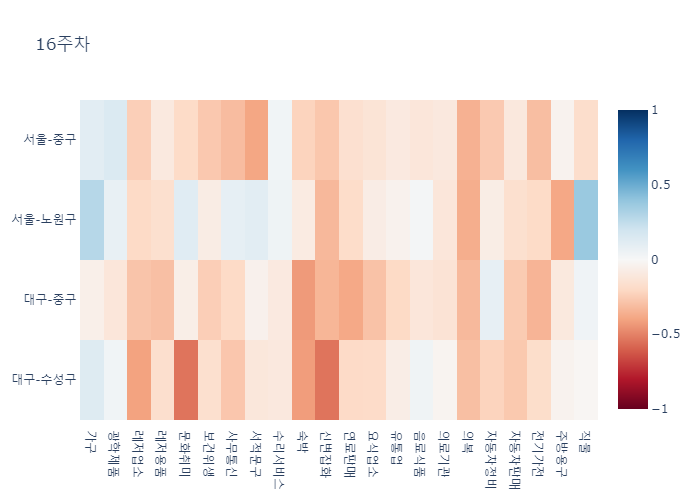 16주차
서울-중구
서울-노원구
대구-중구
대구-수성구
1
0.5
0
−0.5
−1
가구
광학제품
레저업소
레저용품
문화취미
보건위생
사무통신
서적문구
수리서비스
숙박
신변잡화
연료판매
요식업소
유통업
음료식품
의료기관
의복
자동차정비
자동차판매
전기가전
주방용구
직물